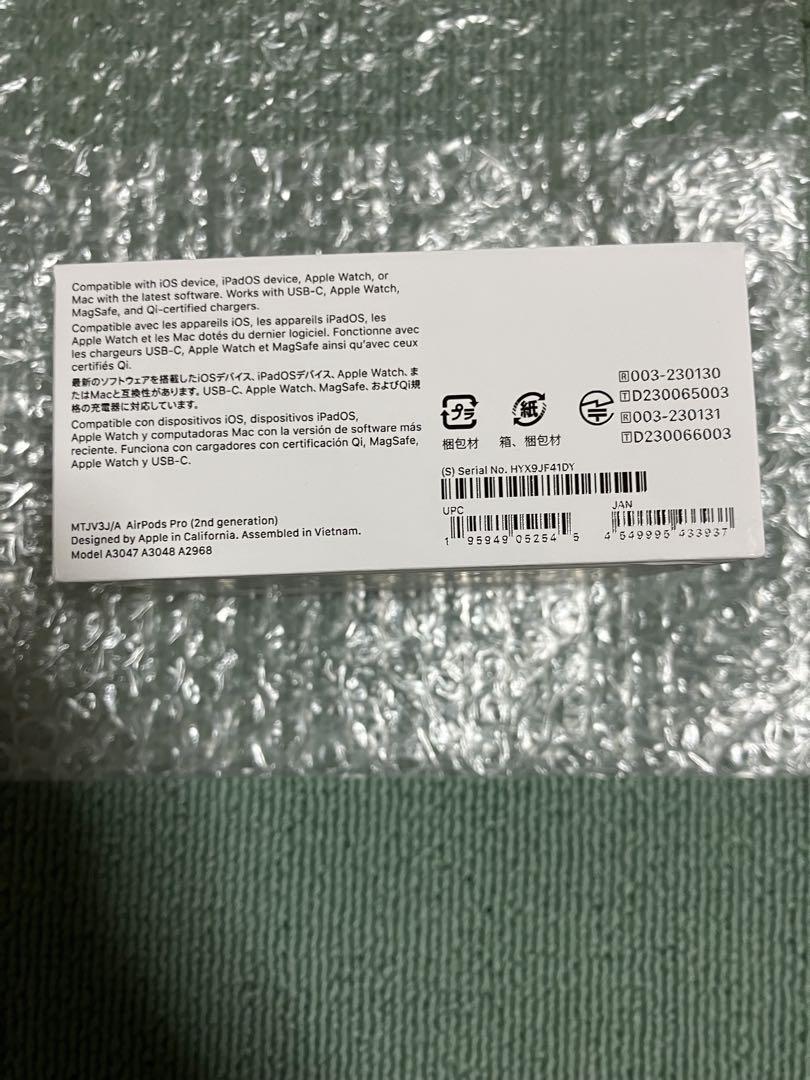 Compatible with iOS device, iPadOS device, Apple Watch, or
Mac with the latest software. Works with USB-C, Apple Watch,
MagSafe, and Qi-certified chargers.
Compatible avec les appareils iOS, les appareils iPadOS, les
Apple Watch et les Mac dotés du dernier logiciel. Fonctionne avec
les chargeurs USB-C, Apple Watch et MagSafe ainsi qu'avec ceux
certifiés Qi.
最新のソフトウェアを搭載したiOSデバイス、iPadOSデバイス、Apple Watch、ま
たはMacと互換性があります。USB-C、Apple Watch、MagSafe、およびQi規
格の充電器に対応しています。
Compatible con dispositivos iOS, dispositivos iPadOS,
Apple Watch y computadoras Mac con la versión de software más
reciente. Funciona con cargadores con certificación Qi, MagSafe,
Apple Watch y USB-C.
MTJV3J/A AirPods Pro (2nd generation)
Designed by Apple in California. Assembled in Vietnam.
Model A3047 A3048 A2968
プラ
梱包材
紙
箱、梱包材
R 003-230130
T D230065003
R 003-230131
T D230066003
(S) Serial No. HYX9JF41DY
UPC
1 95949 05254 5
JAN
4 549995 433937